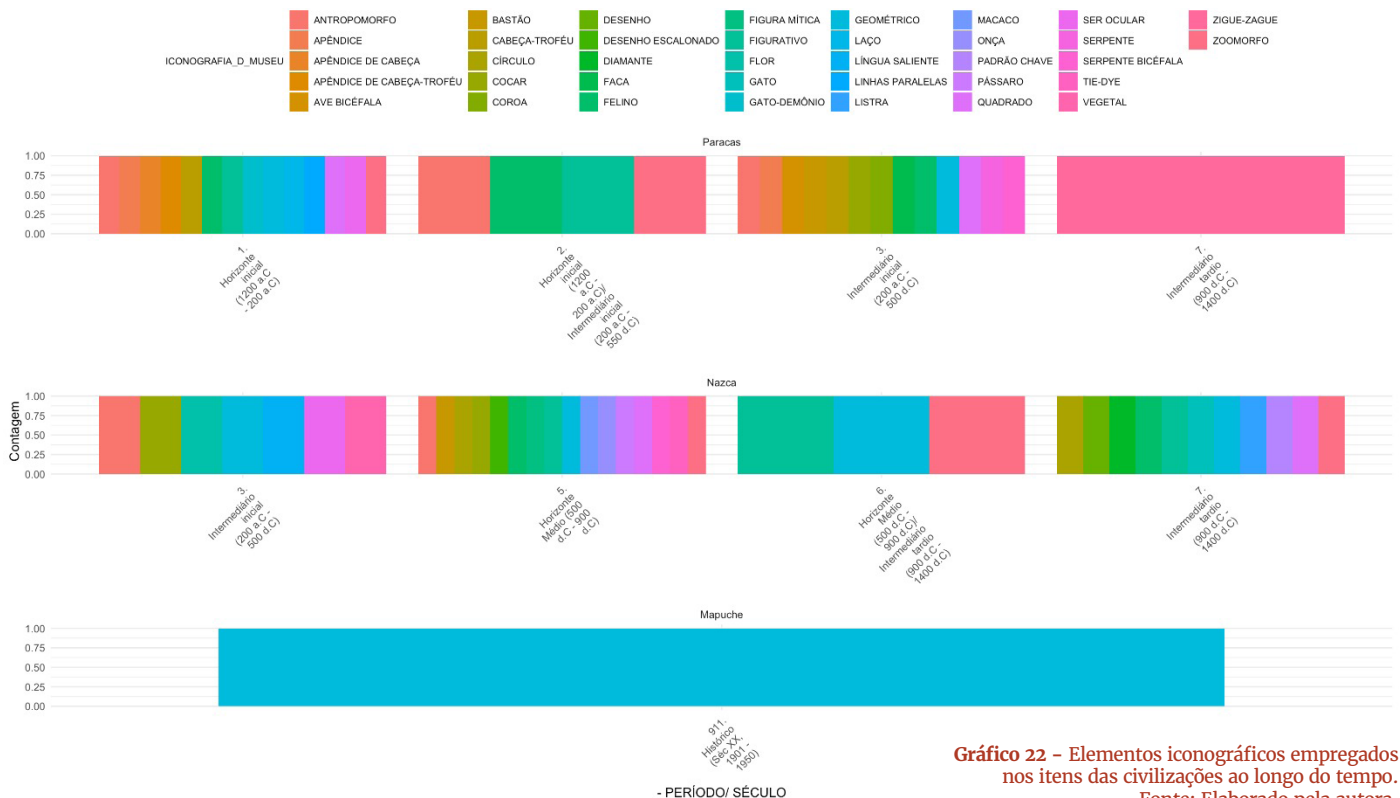 ICONOGRAFIA_D_MUSEU
ANTROPOMORFO
APÊNDICE
APÊNDICE DE CABEÇA
APÊNDICE DE CABEÇA-TROFÉU
AVE BICÉFALA
BASTÃO
CABEÇA-TROFÉU
CÍRCULO
COCAR
COROA
DESENHO
DESENHO ESCALONADO
DIAMANTE
FACA
FELINO
FIGURA MÍTICA
FIGURATIVO
FLOR
GATO
GATO-DEMÔNIO
GEOMÉTRICO
LAÇO
LÍNGUA SALIENTE
LINHAS PARALELAS
LISTRA
MACACO
ONÇA
PADRÃO CHAVE
PÁSSARO
QUADRADO
SER OCULAR
SERPENTE
SERPENTE BICÉFALA
TIE-DYE
VEGETAL
ZIGUE-ZAGUE
ZOOMORFO
Contagem
Paracas
1.00
0.75
0.50
0.25
0.00
1.
Horizonte
inicial
(1200 a.C
- 200 a.C)
2.
Horizonte
inicial
(1200
a.C -
200 a.C)/
Intermediário
inicial
(200 a.C -
550 d.C)
3.
Intermediário
inicial
(200 a.C -
500 d.C)
7.
Intermediário
tardio
(900 d.C -
1400 d.C)
Nazca
1.00
0.75
0.50
0.25
0.00
3.
Intermediário
inicial
(200 a.C -
500 d.C)
5.
Horizonte
Médio (500
d.C - 900
d.C)
6.
Horizonte
Médio
(500 d.C -
900 d.C)/
Intermediário
tardio
(900 d.C -
1400 d.C)
7.
Intermediário
tardio
(900 d.C -
1400 d.C)
Mapuche
1.00
0.75
0.50
0.25
0.00
911.
Histórico
(Séc XX,
1901 -
1950)
- PERÍODO/ SÉCULO
Gráfico 22 - Elementos iconográficos empregados
nos itens das civilizações ao longo do tempo.
Fonte: Elaborado pela autora.